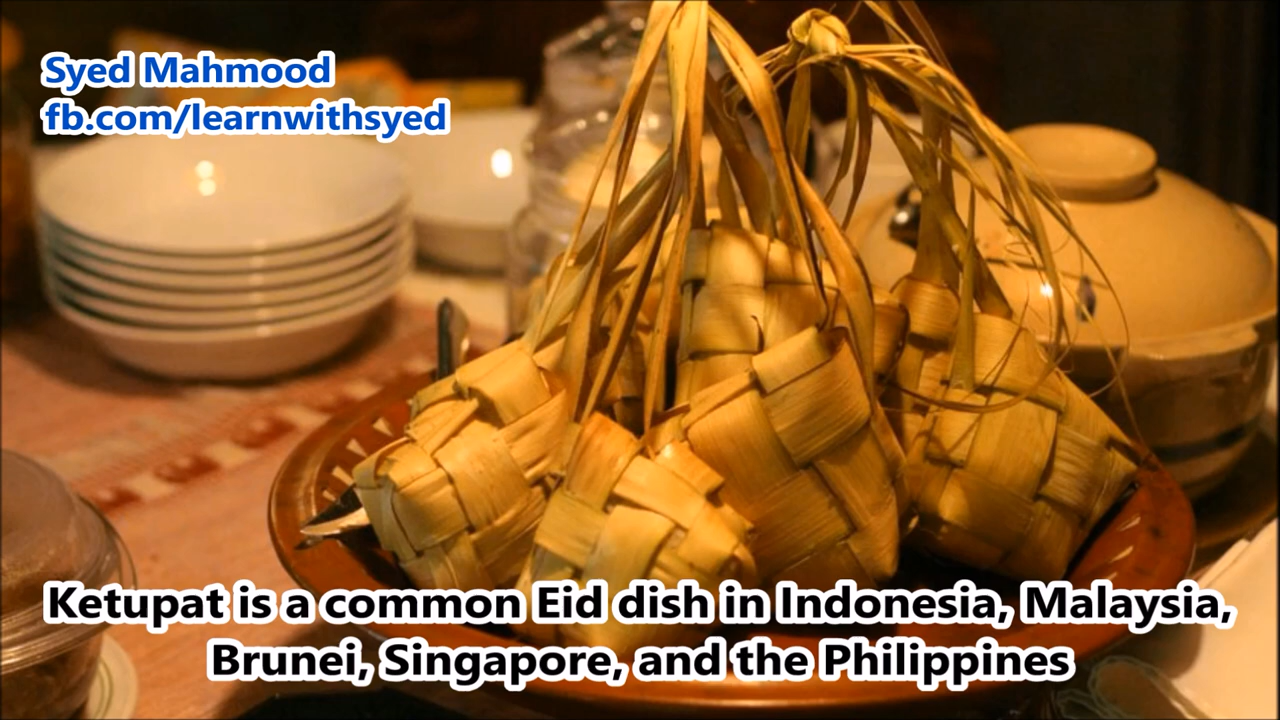 Syed Mahmood
fb.com/learnwithsyed
Ketupat is a common Eid dish in Indonesia, Malaysia,
Brunei, Singapore, and the Philippines